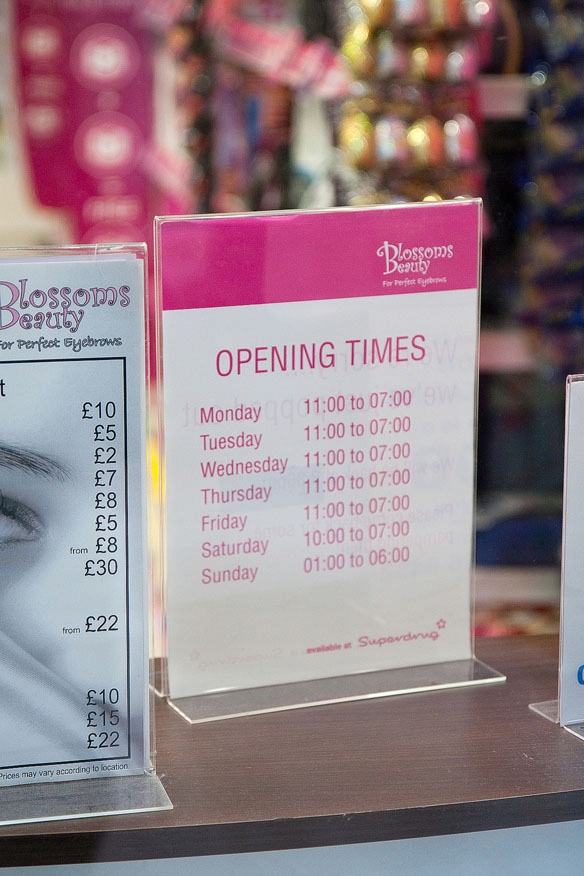 Blossoms
Beauty
For Perfect Eyebrows
£10
£5
£2
£7
£8
£5
from £8
£30
from £22
£10
£15
£22
Prices may vary according to location.
Blossoms
Beauty
For Perfect Eyebrows
OPENING TIMES
Monday 11:00 to 07:00
Tuesday 11:00 to 07:00
Wednesday 11:00 to 07:00
Thursday 11:00 to 07:00
Friday 11:00 to 07:00
Saturday 10:00 to 07:00
Sunday 01:00 to 06:00
available at Superdrug